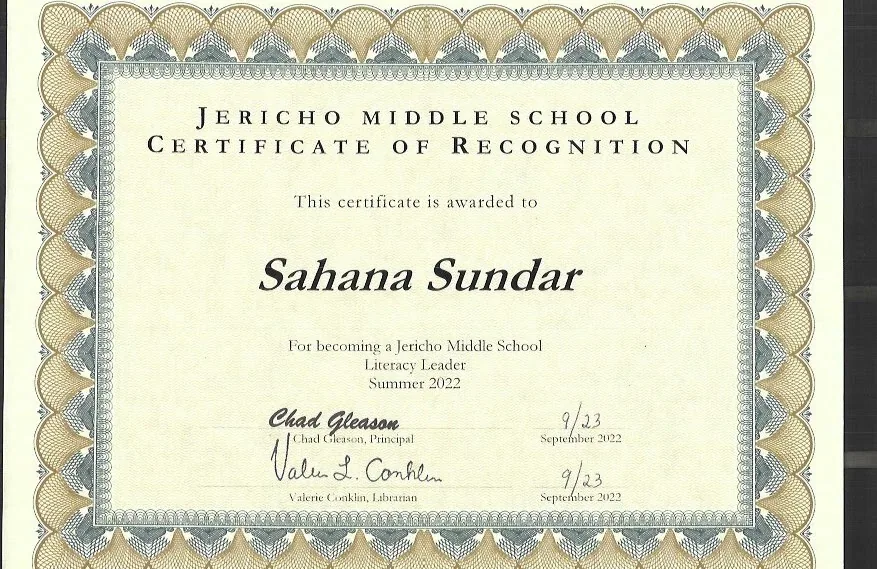 JERICHO MIDDLE SCHOOL
CERTIFICATE OF RECOGNITION
This certificate is awarded to
Sahana Sundar
For becoming a Jericho Middle School
Literacy Leader
Summer 2022
Chad Gleason 9/23
Chad Gleason, Principal September 2022
Valerie L. Conklin 9/23
Valerie Conklin, Librarian September 2022